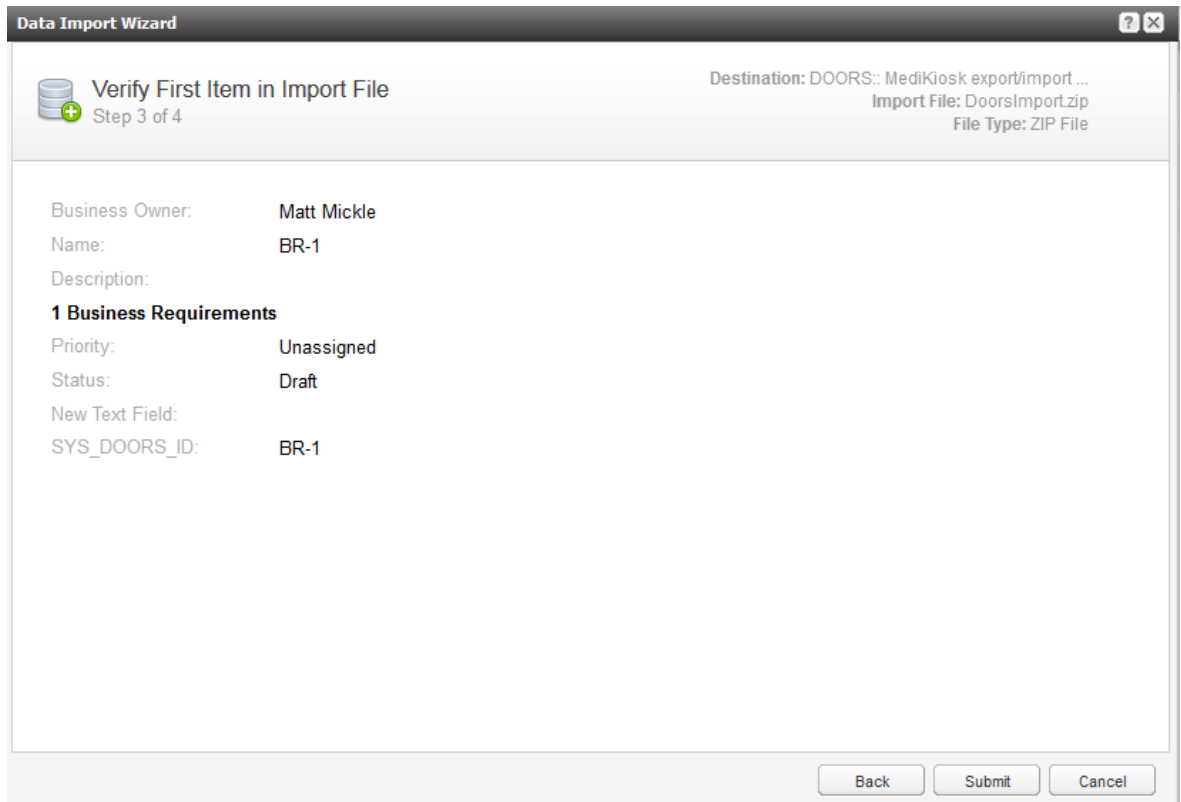 Data Import Wizard
?
Verify First Item in Import File
Step 3 of 4
Destination: DOORS:: MediKiosk export/import ...
Import File: DoorsImport.zip
File Type: ZIP File
Business Owner: Matt Mickle
Name: BR-1
Description:
1 Business Requirements
Priority: Unassigned
Status: Draft
New Text Field:
SYS_DOORS_ID: BR-1
Back Submit Cancel